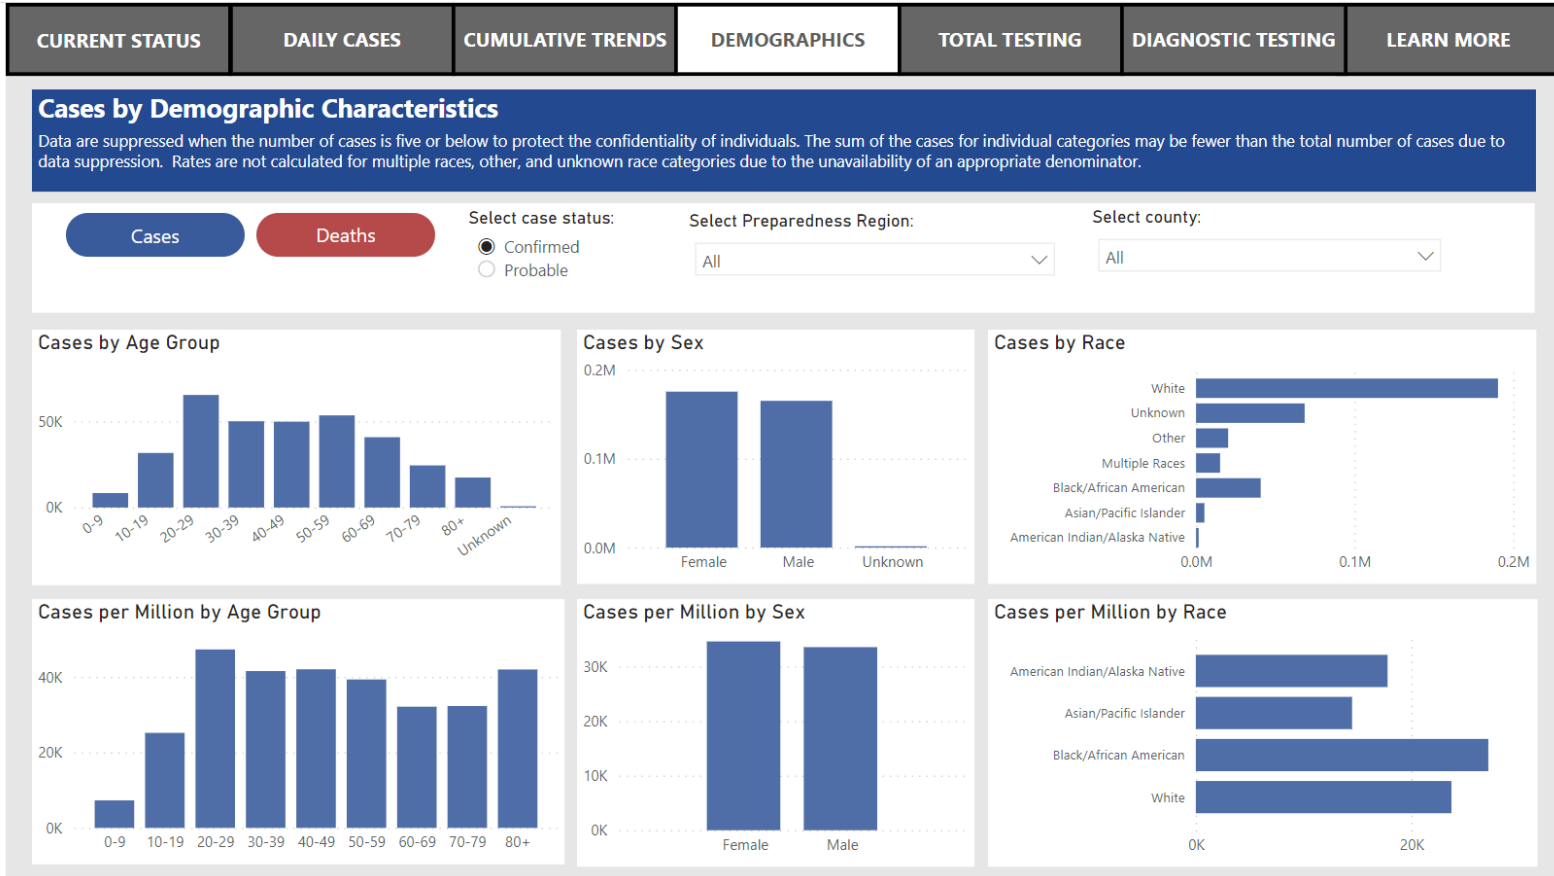 CURRENT STATUS
DAILY CASES
CUMULATIVE TRENDS
DEMOGRAPHICS
TOTAL TESTING
DIAGNOSTIC TESTING
LEARN MORE
Cases by Demographic Characteristics
Data are suppressed when the number of cases is five or below to protect the confidentiality of individuals. The sum of the cases for individual categories may be fewer than the total number of cases due to
data suppression. Rates are not calculated for multiple races, other, and unknown race categories due to the unavailability of an appropriate denominator.
Cases
Deaths
Select case status:
Confirmed
Probable
Select Preparedness Region:
All
Select county:
All
Cases by Age Group
50K
0K
0-9
10-19
20-29
30-39
40-49
50-59
60-69
70-79
80+
Unknown
Cases by Sex
0.2M
0.1M
0.0M
Female
Male
Unknown
Cases by Race
White
Unknown
Other
Multiple Races
Black/African American
Asian/Pacific Islander
American Indian/Alaska Native
0.0M
0.1M
0.2M
Cases per Million by Age Group
40K
20K
0K
0-9
10-19
20-29
30-39
40-49
50-59
60-69
70-79
80+
Cases per Million by Sex
30K
20K
10K
0K
Female
Male
Cases per Million by Race
American Indian/Alaska Native
Asian/Pacific Islander
Black/African American
White
0K
20K